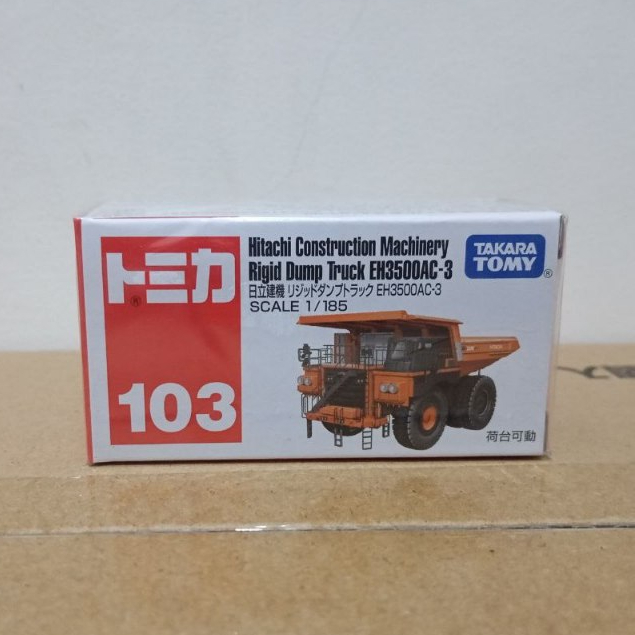 トミカ
®
103
Hitachi Construction Machinery
Rigid Dump Truck EH3500AC-3
日立建機 リジッドダンプトラック EH3500AC-3
SCALE 1/185
TAKARA
TOMY®
荷台可動